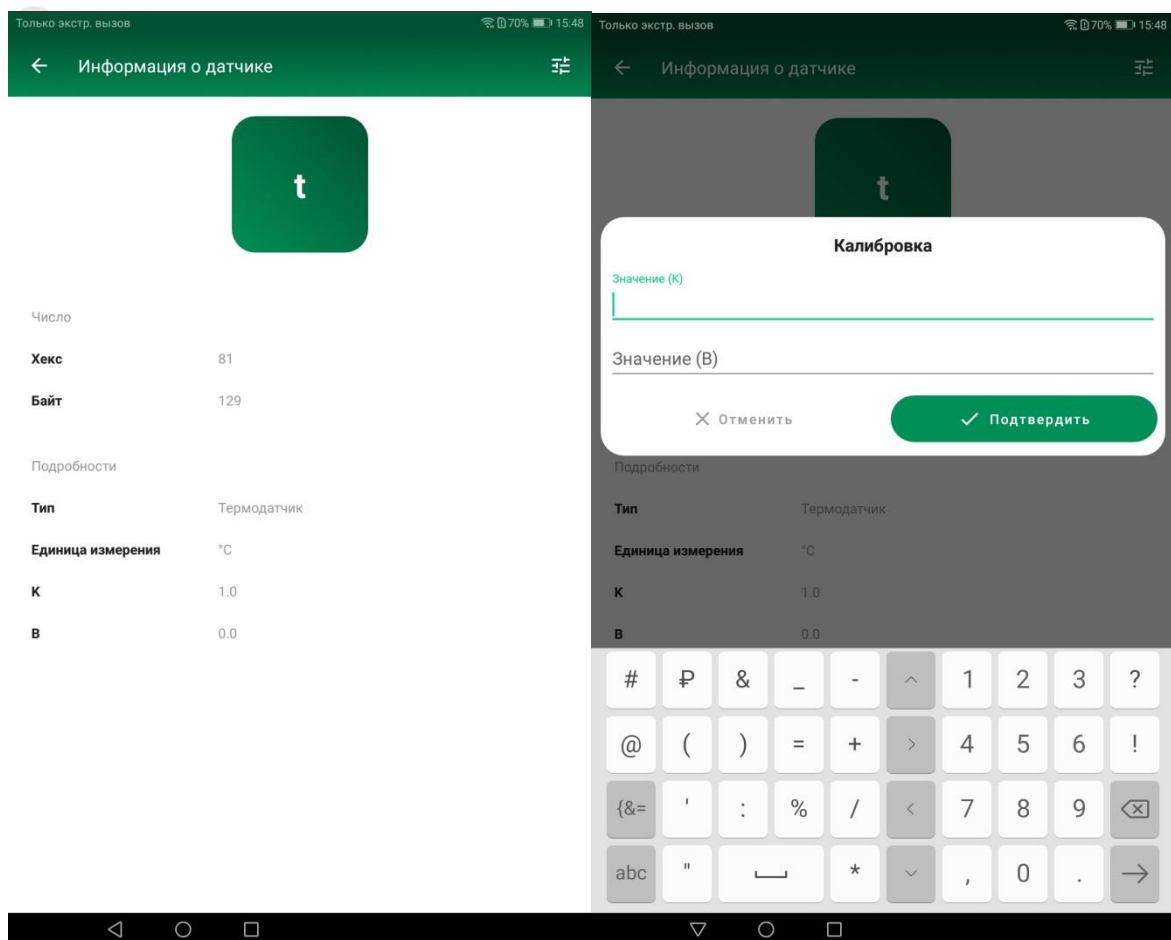 Только экстр. вызов 70% 15:48
Информация о датчике
t
Число
Хекс 81
Байт 129
Подробности
Тип Термодатчик
Единица измерения °C
К 1.0
В 0.0
Только экстр. вызов 70% 15:48
Информация о датчике
t
Калибровка
Значение (К)
Значение (В)
Отменить Подтвердить
Подробности
Тип Термодатчик
Единица измерения °C
К 1.0
В 0.0
# ₽ & _ - 1 2 3 ?
@ ( ) = + > 4 5 6 !
{&= ' : % / < 7 8 9
abc " * , 0 .